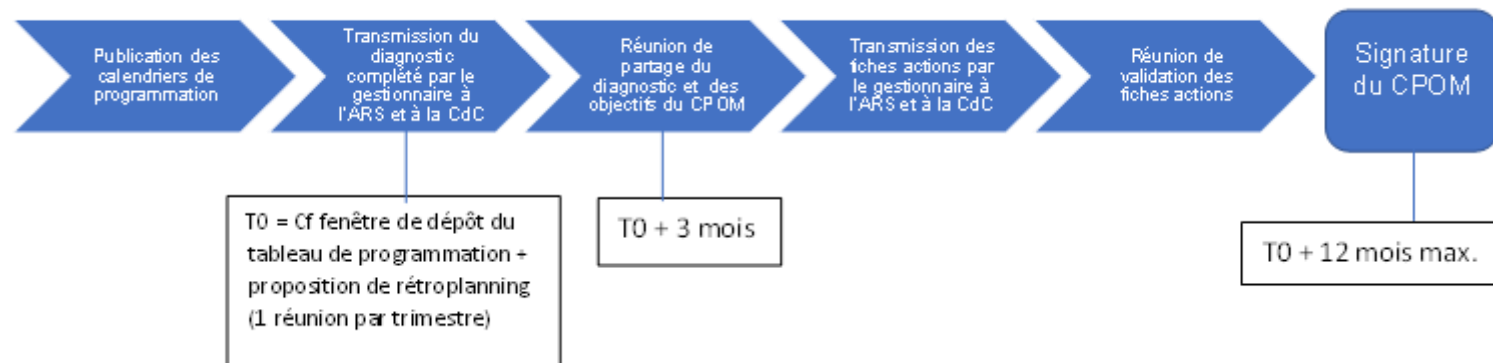 Publication des
calendriers de
programmation
Transmission du
diagnostic
complété par le
gestionnaire à
l'ARS et à la CdC
Réunion de
partage du
diagnostic et des
objectifs du CPOM
Transmission des
fiches actions par
le gestionnaire à
l'ARS et à la CdC
Réunion de
validation des
fiches actions
Signature
du CPOM
T0 = Cf fenêtre de dépôt du
tableau de programmation +
proposition de rétroplanning
(1 réunion par trimestre)
T0 + 3 mois
T0 + 12 mois max.